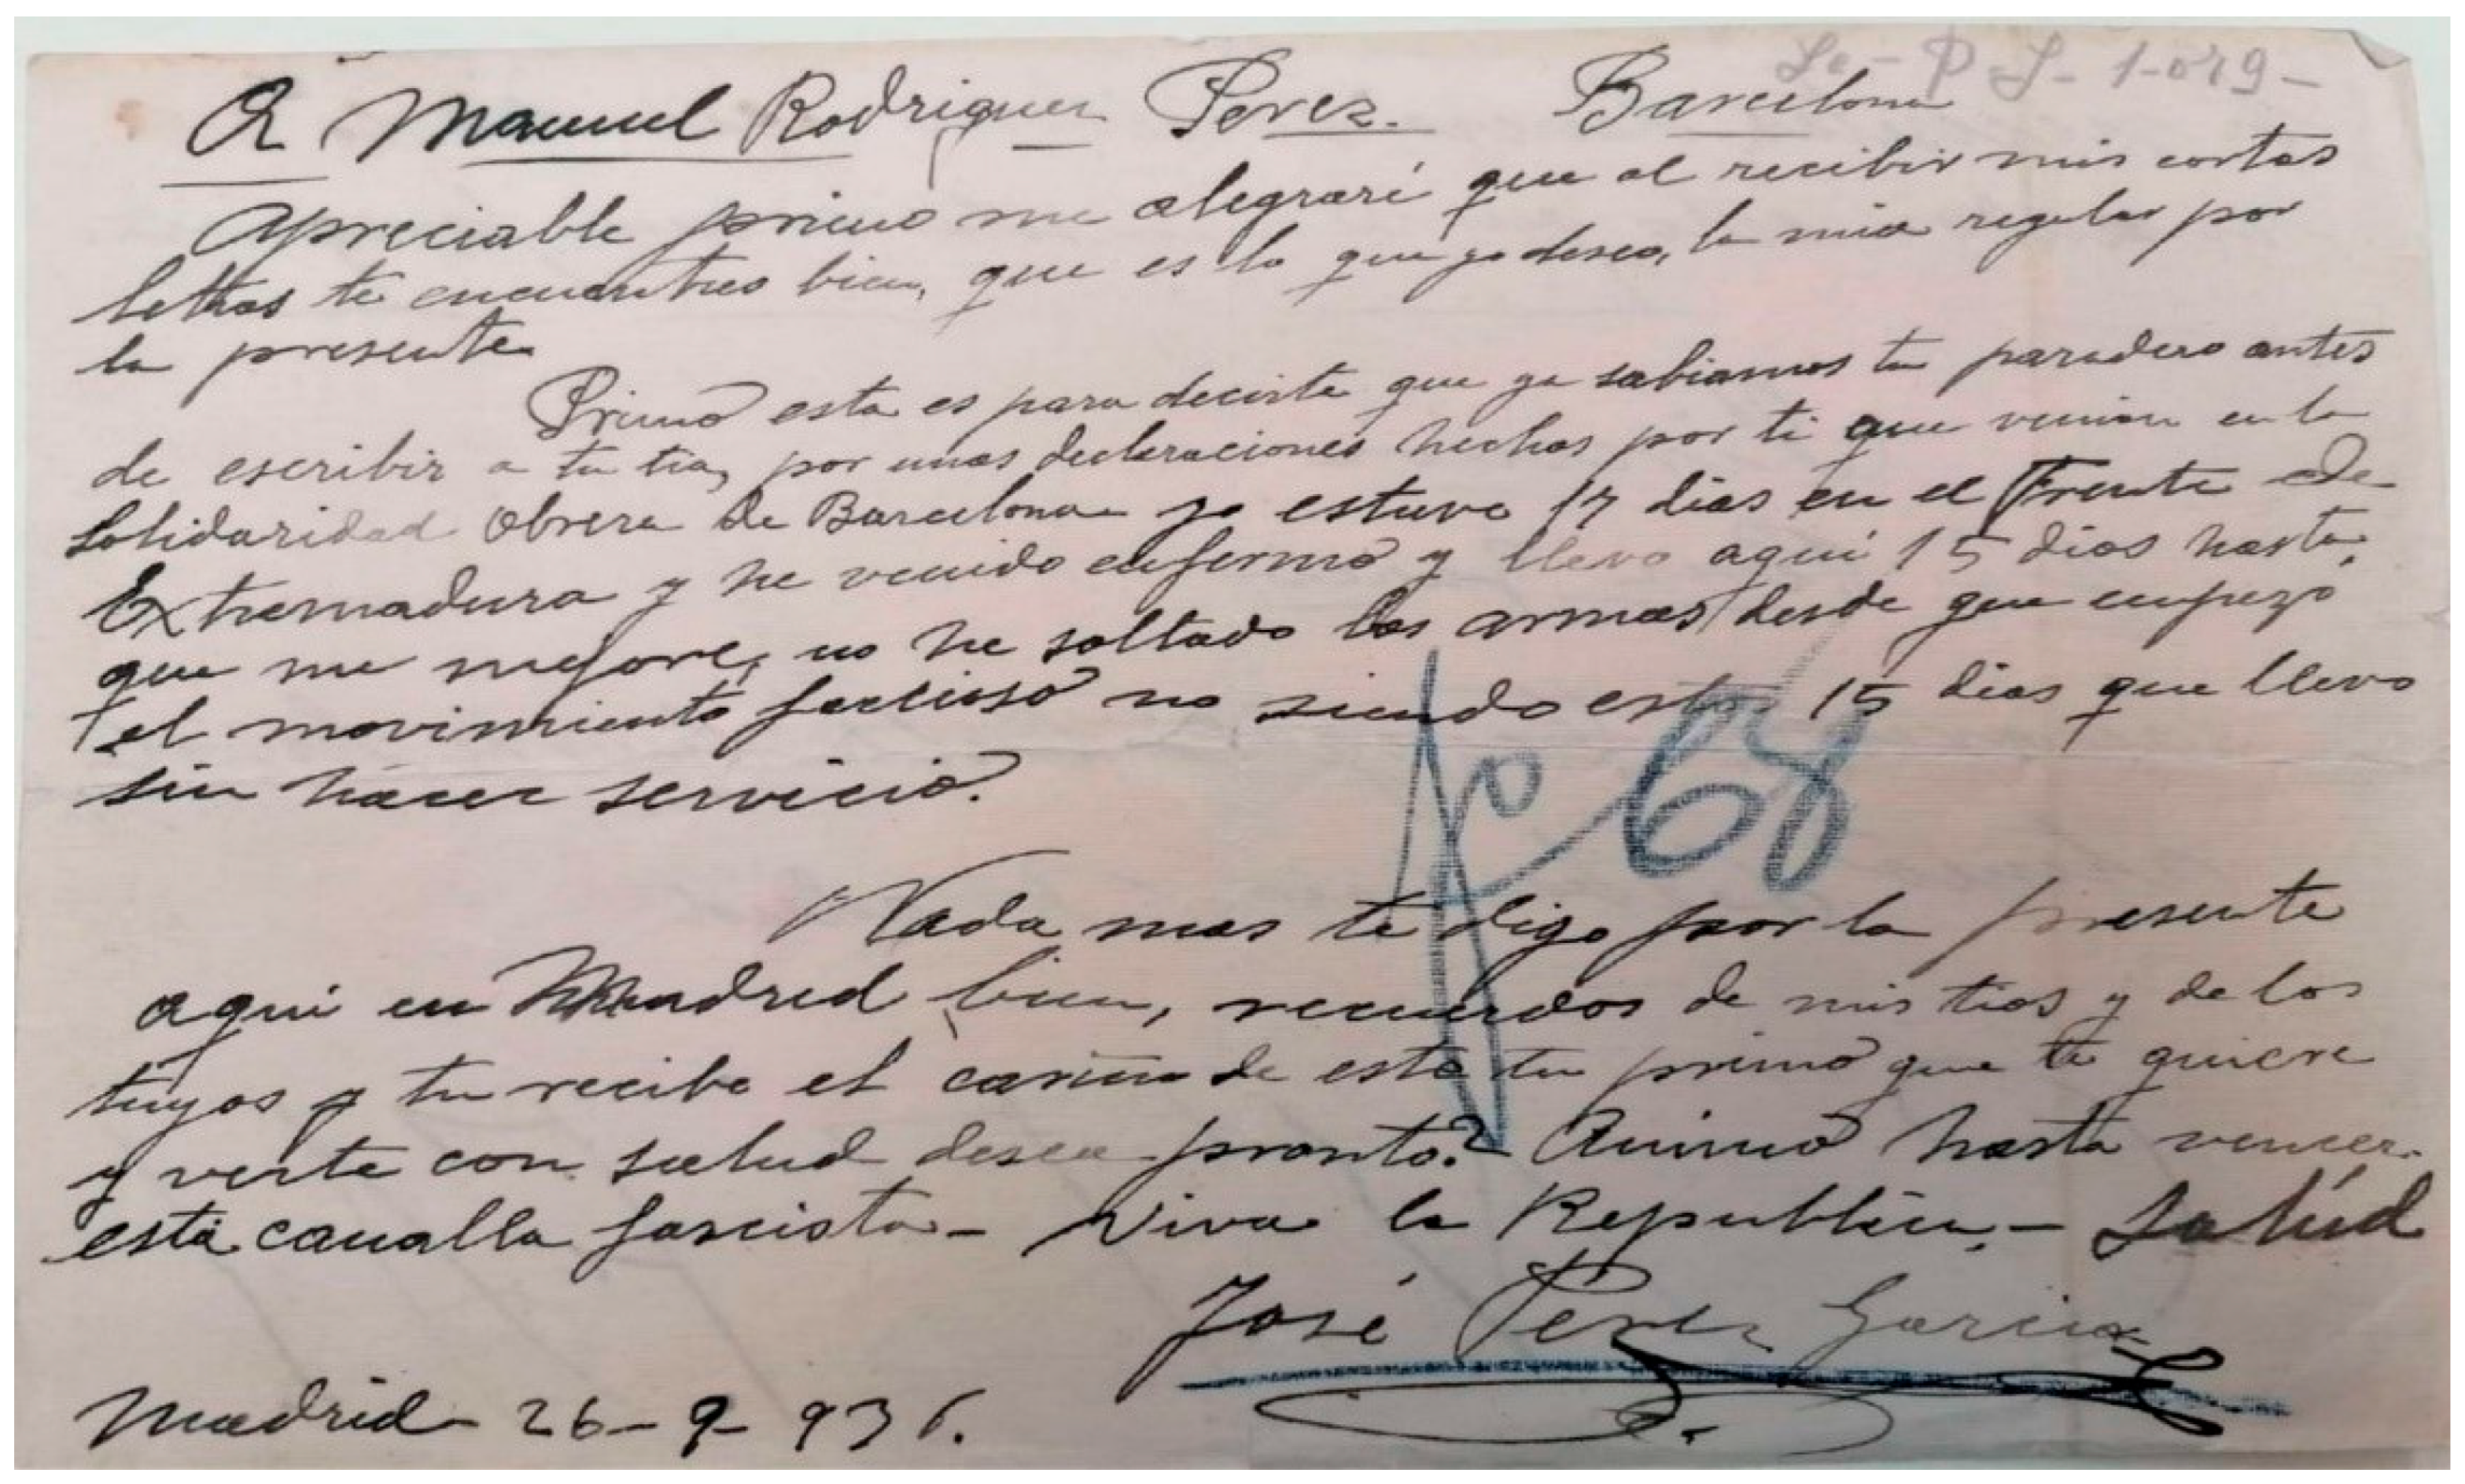 A Manuel Rodriguez Perez. Barcelona
Apreciable primo me alegraré que al recibir mis cortas
letras te encuentres bien, que es lo que yo deseo, la mia regular por
la presente
Primo esta es para decirte que ya sabiamos tu paradero antes
de escribir a tu tia, por unas declaraciones hechas por ti que venian en la
Solidaridad Obrera de Barcelona yo estuve 17 dias en el Frente de
Extremadura y he venido enfermo y llevo aqui 15 dias hasta
que me mejore, no he soltado las armas desde que empezo
el movimiento faccioso no siendo estos 15 dias que llevo
sin hacer servicio.
fº 68
Nada mas te digo por la presente
aqui en Madrid bien, recuerdos de mis tios y de los
tuyos y tu recibe el cariño de este tu primo que te quiere
y verte con salud desea pronto? Animo hasta vencer
esta canalla fascista - Viva la Republica, - Salúd
José Perez Garcia
Madrid - 26-9-936.